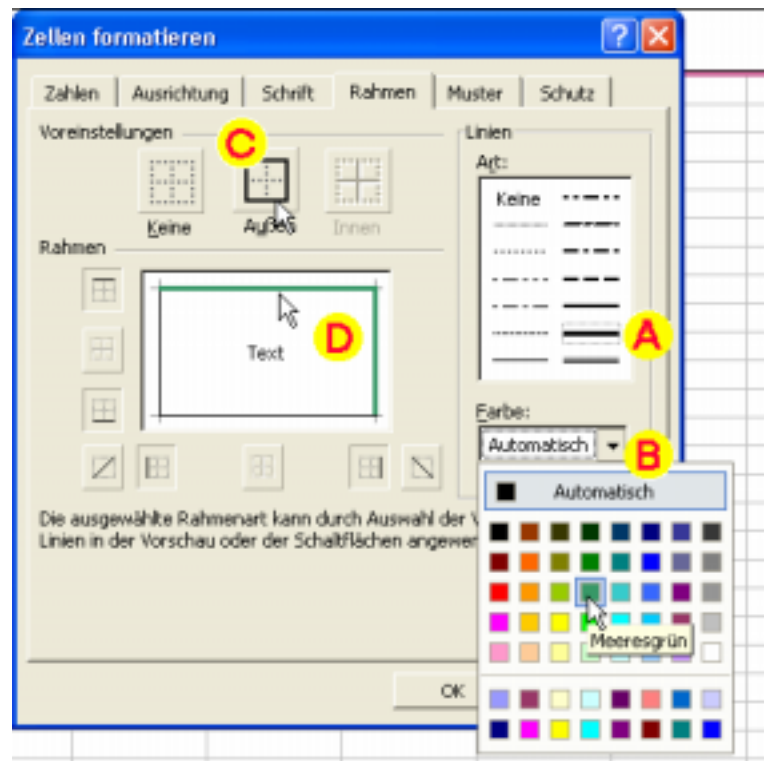 Zellen formatieren
Zahlen
Ausrichtung
Schrift
Rahmen
Muster
Schutz
Voreinstellungen
C
Keine
Außen
Innen
Linien
Art:
Keine
A
Rahmen
Text
D
Farbe:
Automatisch
B
Automatisch
Die ausgewählte Rahmenart kann durch Auswahl der
Linien in der Vorschau oder der Schaltflächen
Meeresgrün
OK